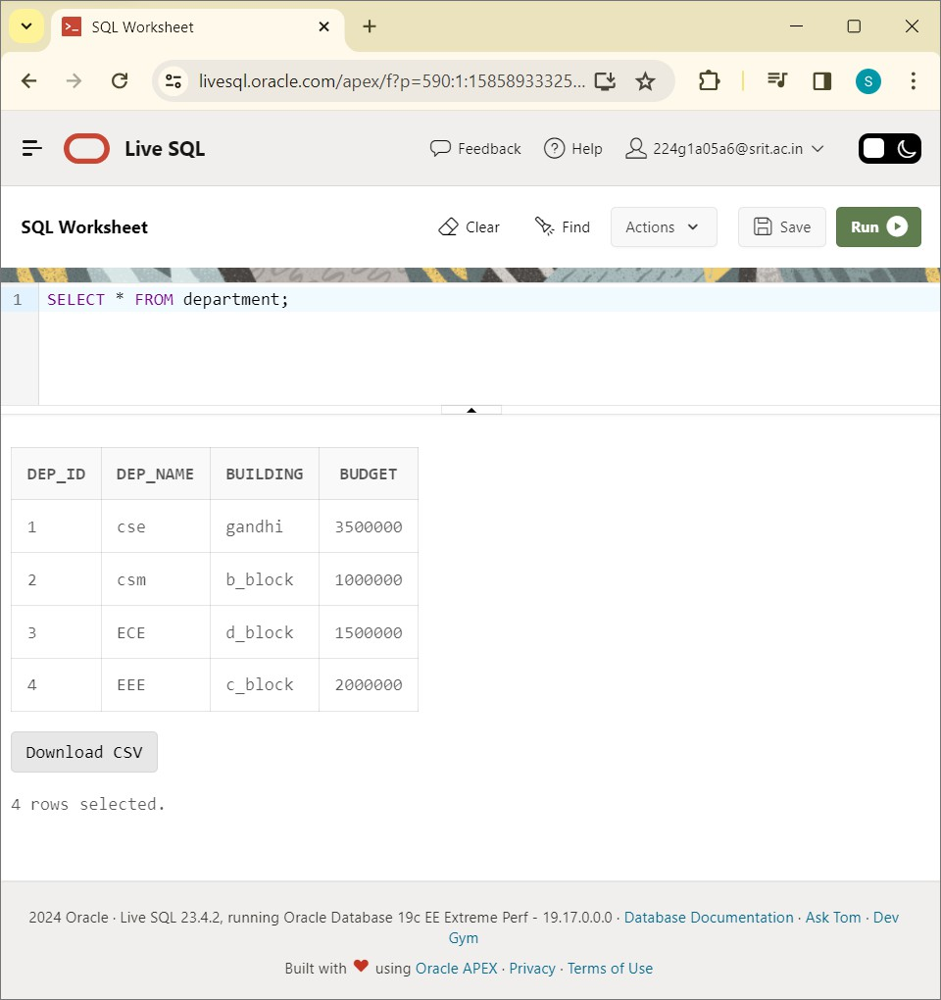 SQL Worksheet
livesql.oracle.com/apex/f?p=590:1:15858933325...
S
Live SQL
Feedback
Help
224g1a05a6@srit.ac.in
SQL Worksheet
Clear
Find
Actions
Save
Run
1 SELECT * FROM department;
DEP_ID DEP_NAME BUILDING BUDGET
1 cse gandhi 3500000
2 csm b_block 1000000
3 ECE d_block 1500000
4 EEE c_block 2000000
Download CSV
4 rows selected.
2024 Oracle · Live SQL 23.4.2, running Oracle Database 19c EE Extreme Perf - 19.17.0.0.0 · Database Documentation · Ask Tom · Dev
Gym
Built with ❤ using Oracle APEX · Privacy · Terms of Use